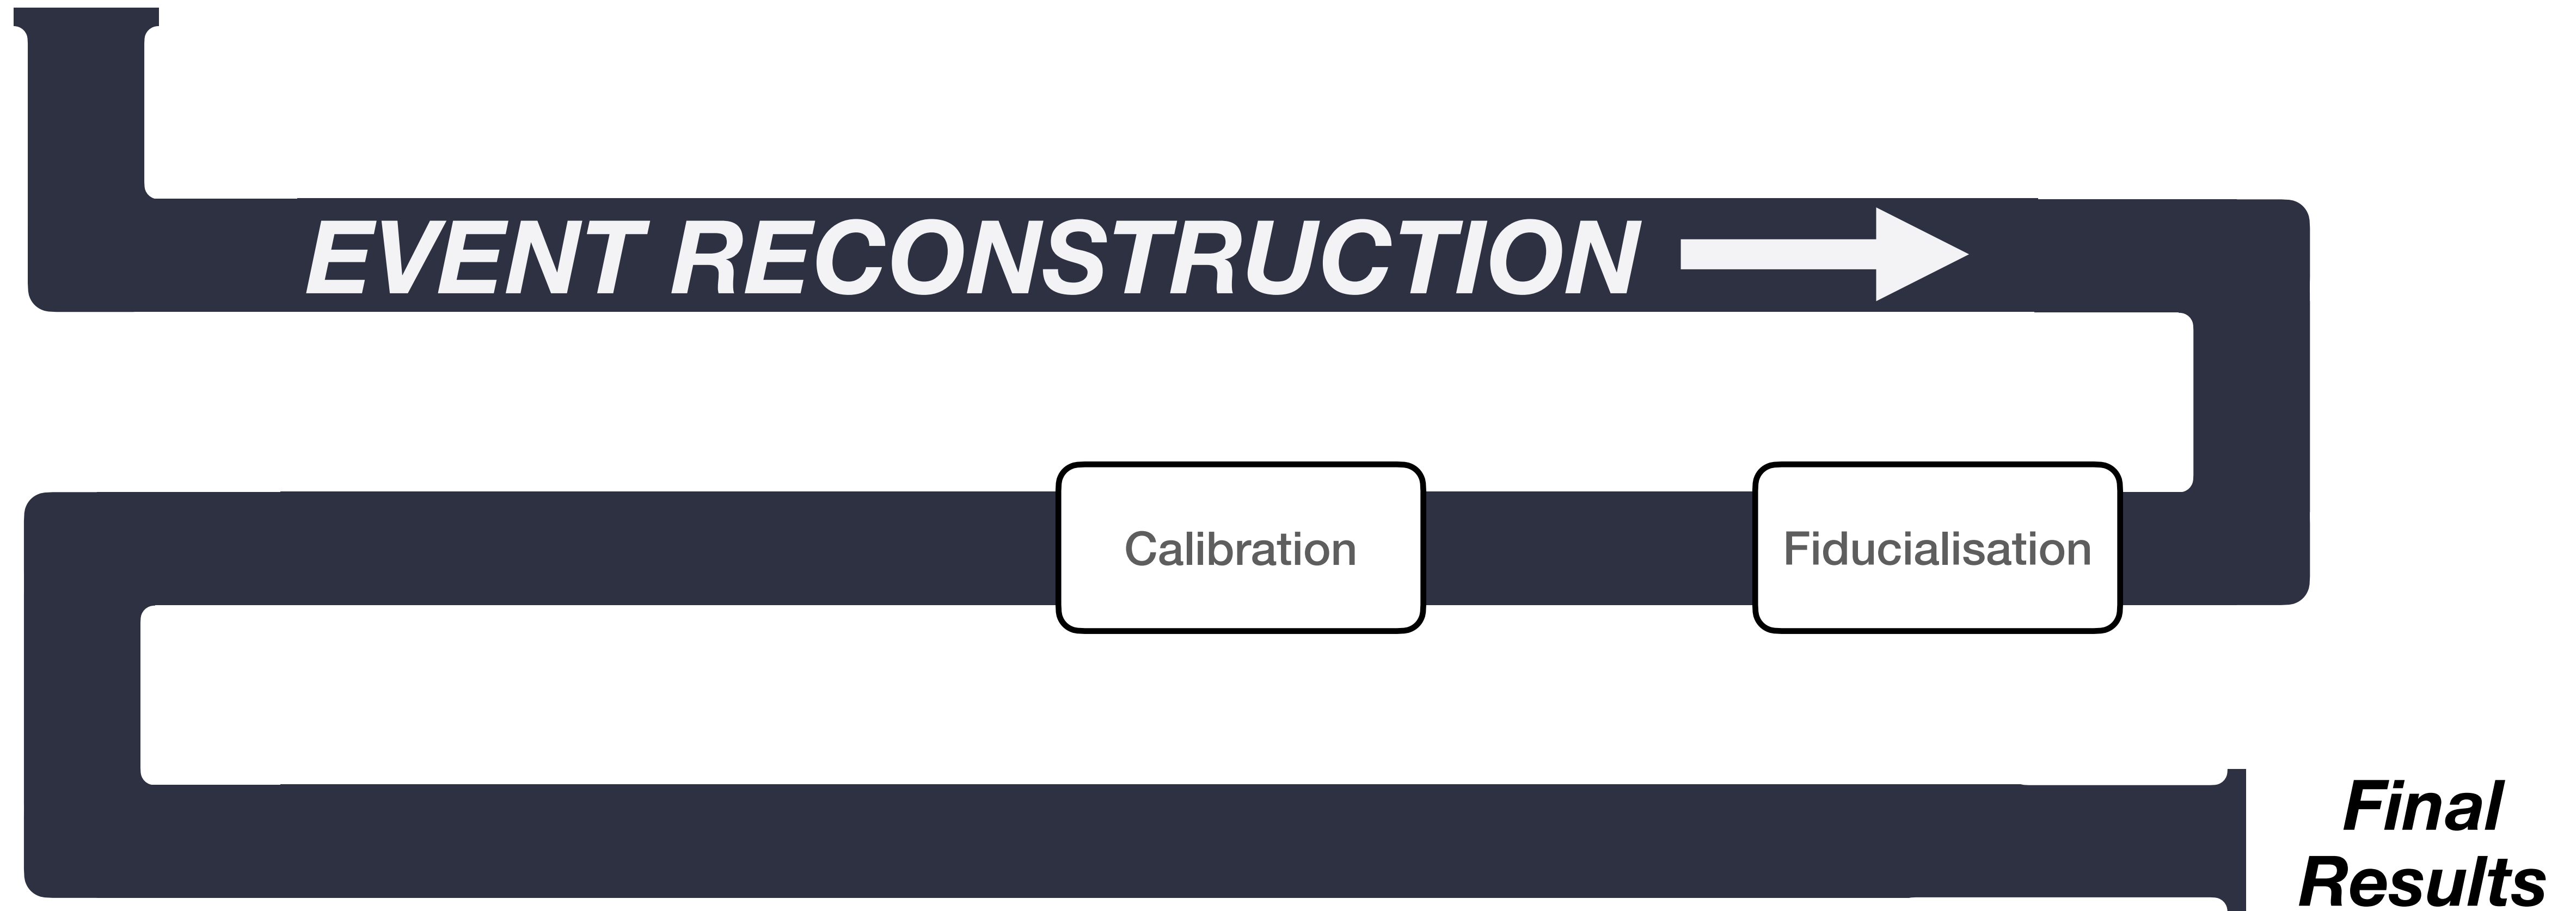 EVENT RECONSTRUCTION
Calibration
Fiducialisation
Final
Results